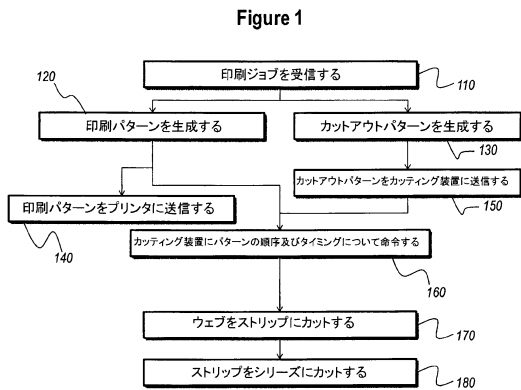 Figure 1
印刷ジョブを受信する
110
120
印刷パターンを生成する
カットアウトパターンを生成する
130
カットアウトパターンをカッティング装置に送信する
150
印刷パターンをプリンタに送信する
140
カッティング装置にパターンの順序及びタイミングについて命令する
160
ウェブをストリップにカットする
170
ストリップをシリーズにカットする
180